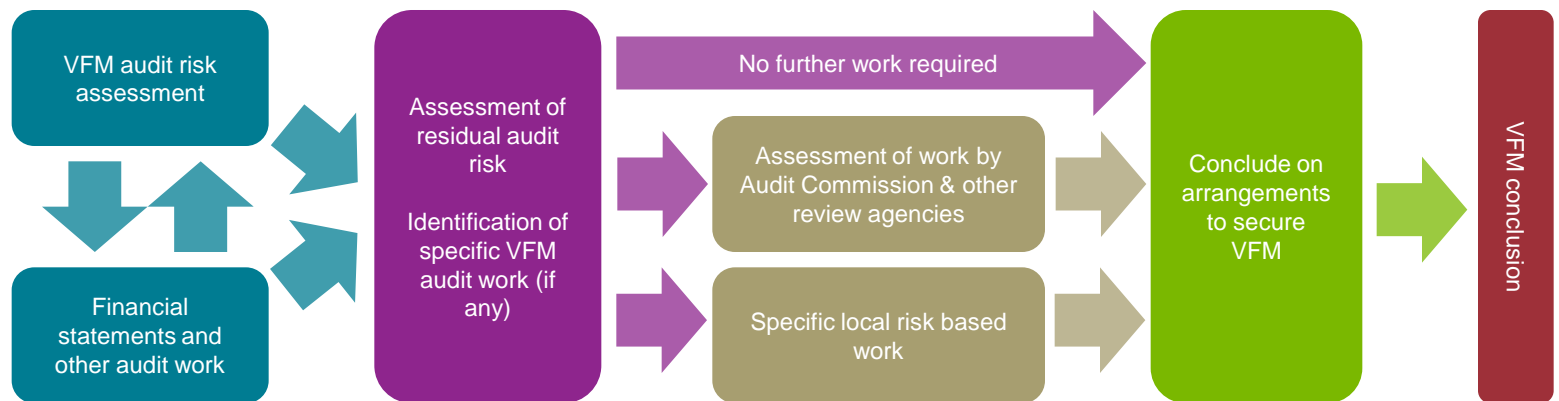 VFM audit risk
assessment
Financial
statements and
other audit work
Assessment of
residual audit
risk
Identification of
specific VFM
audit work (if
any)
No further work required
Assessment of work by
Audit Commission & other
review agencies
Specific local risk based
work
Conclude on
arrangements
to secure
VFM
VFM conclusion